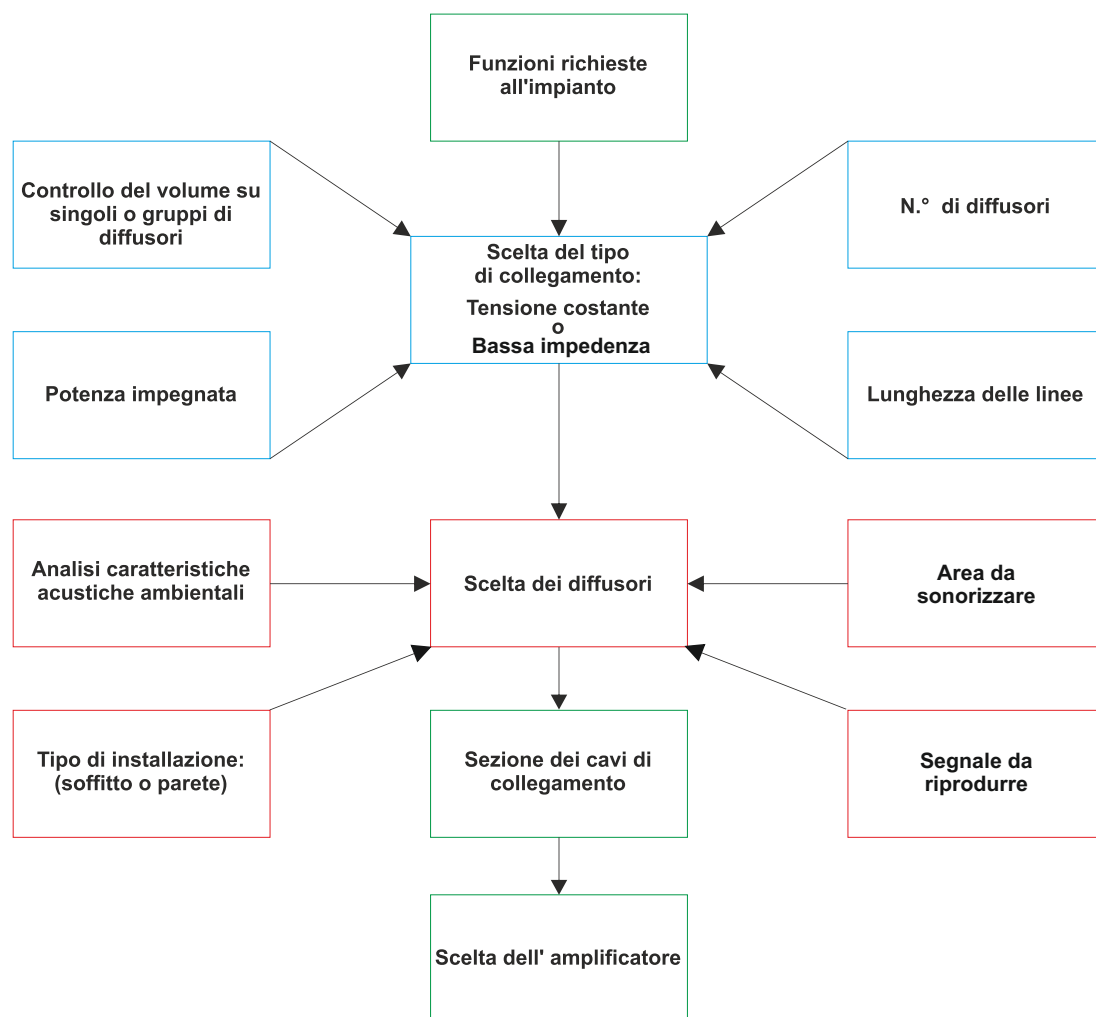 Funzioni richieste
all'impianto
Controllo del volume su
singoli o gruppi di
diffusori
N.° di diffusori
Scelta del tipo
di collegamento:
Tensione costante
o
Bassa impedenza
Potenza impegnata
Lunghezza delle linee
Analisi caratteristiche
acustiche ambientali
Scelta dei diffusori
Area da
sonorizzare
Tipo di installazione:
(soffitto o parete)
Sezione dei cavi di
collegamento
Segnale da
riprodurre
Scelta dell' amplificatore